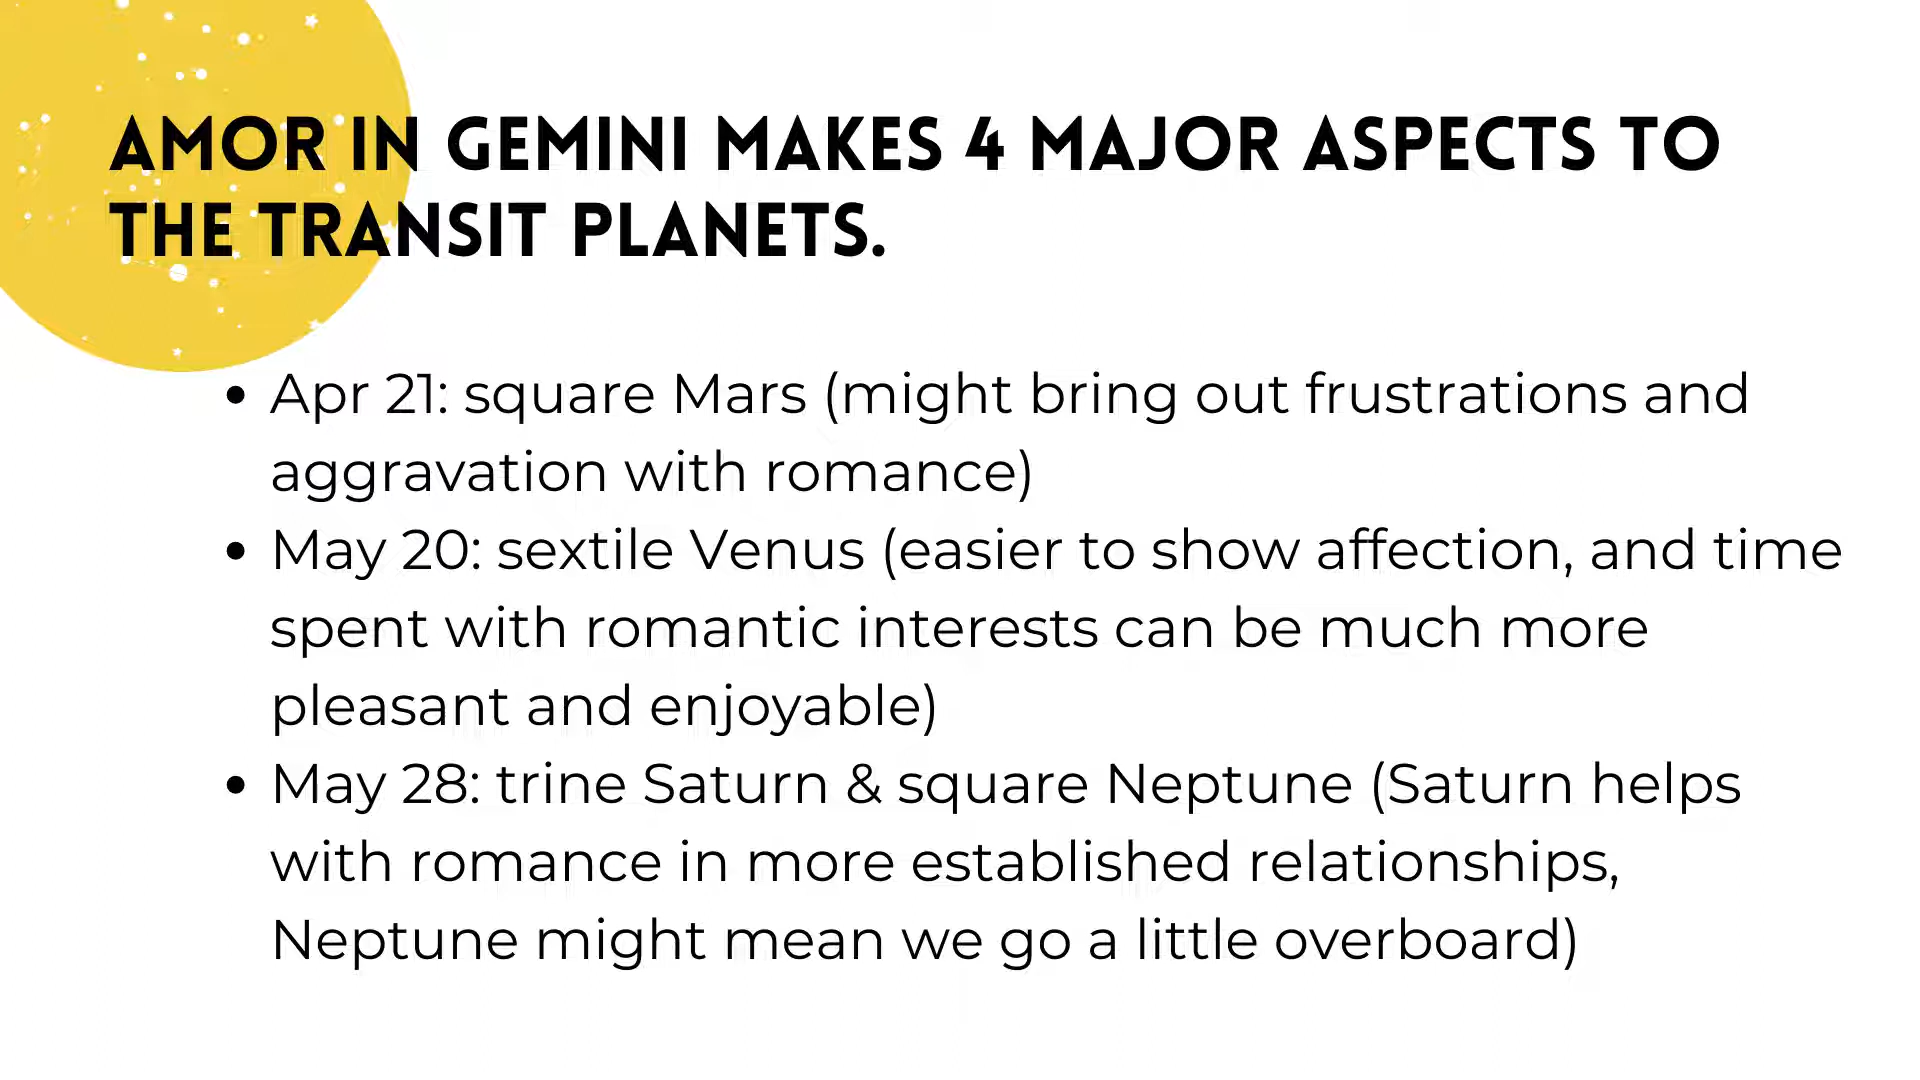 AMOR IN GEMINI MAKES 4 MAJOR ASPECTS TO
THE TRANSIT PLANETS.
• Apr 21: square Mars (might bring out frustrations and
aggravation with romance)
• May 20: sextile Venus (easier to show affection, and time
spent with romantic interests can be much more
pleasant and enjoyable)
• May 28: trine Saturn & square Neptune (Saturn helps
with romance in more established relationships,
Neptune might mean we go a little overboard)